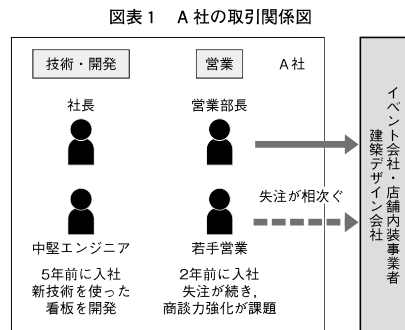 図表1　A社の取引関係図
技術・開発
営業
A社
社長
営業部長
失注が相次ぐ
中堅エンジニア
若手営業
5年前に入社
新技術を使った
看板を開発
2年前に入社
失注が続き，
商談力強化が課題
イベント会社・店舗内装事業者
建築デザイン会社